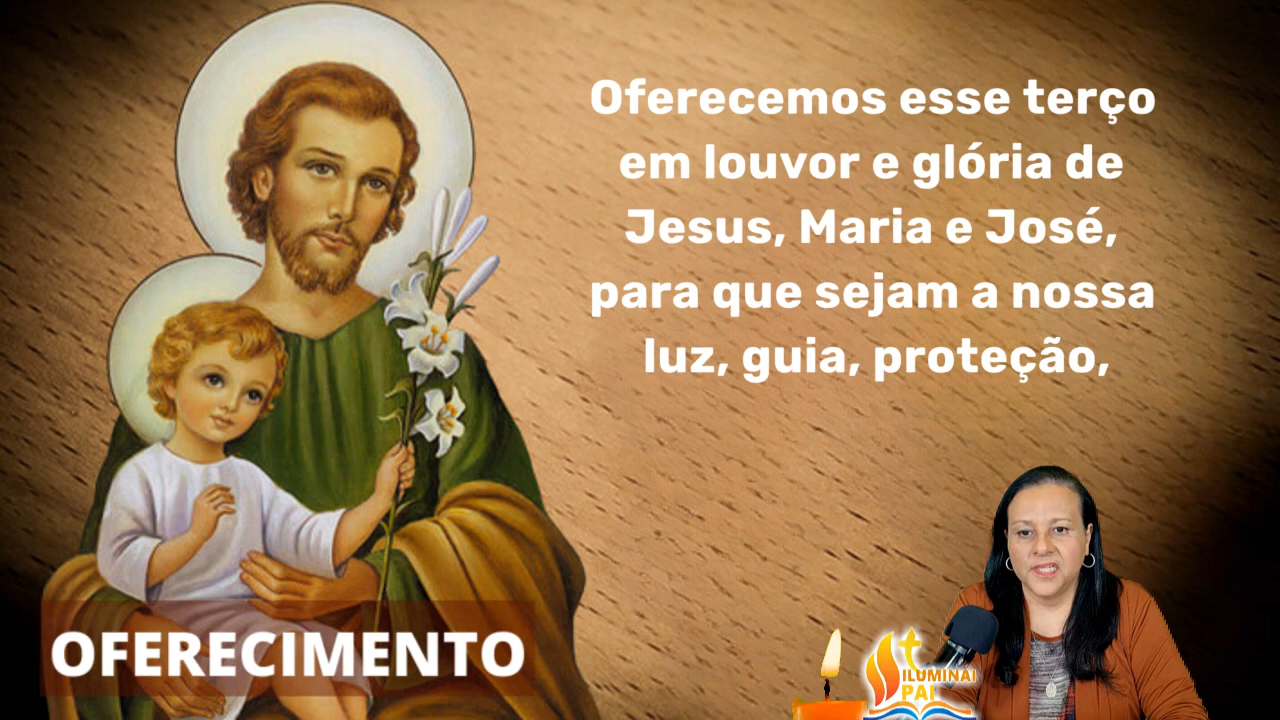 Oferecemos esse terço
em louvor e glória de
Jesus, Maria e José,
para que sejam a nossa
luz, guia, proteção,
OFERECIMENTO
ILUMINAI
PAI